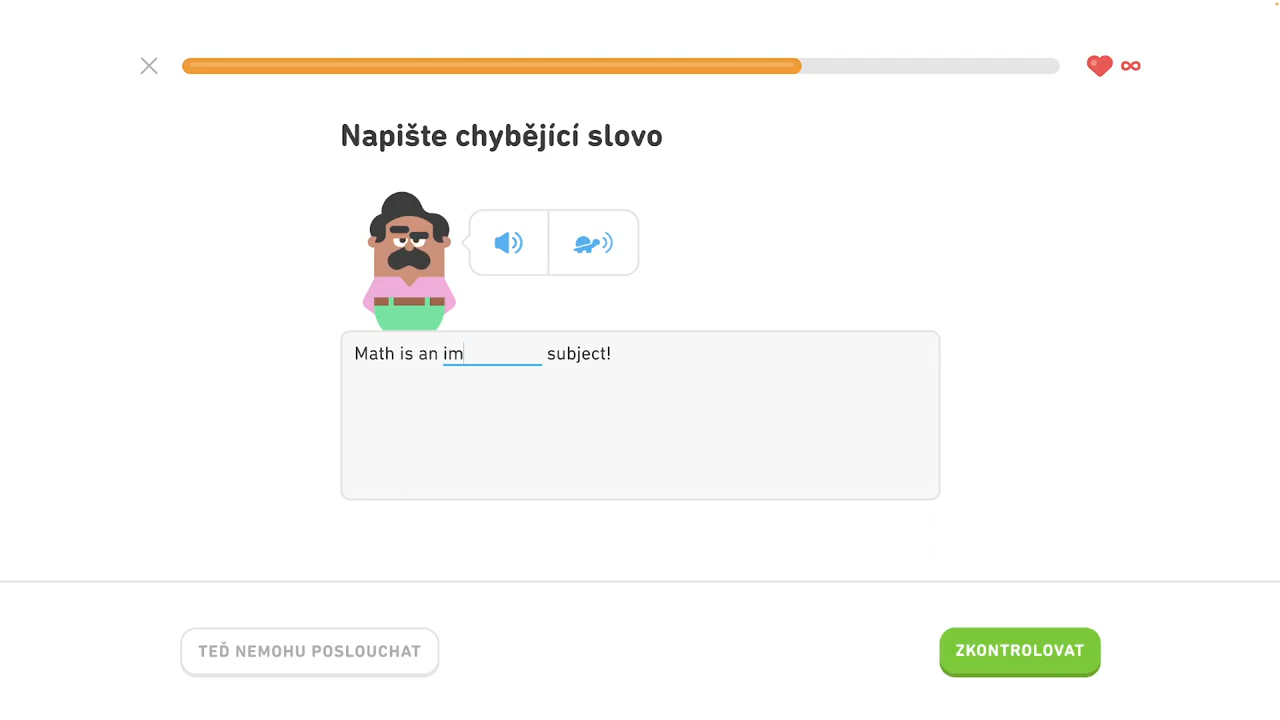 Napište chybějící slovo
Math is an im subject!
TEĎ NEMOHU POSLOUCHAT
ZKONTROLOVAT